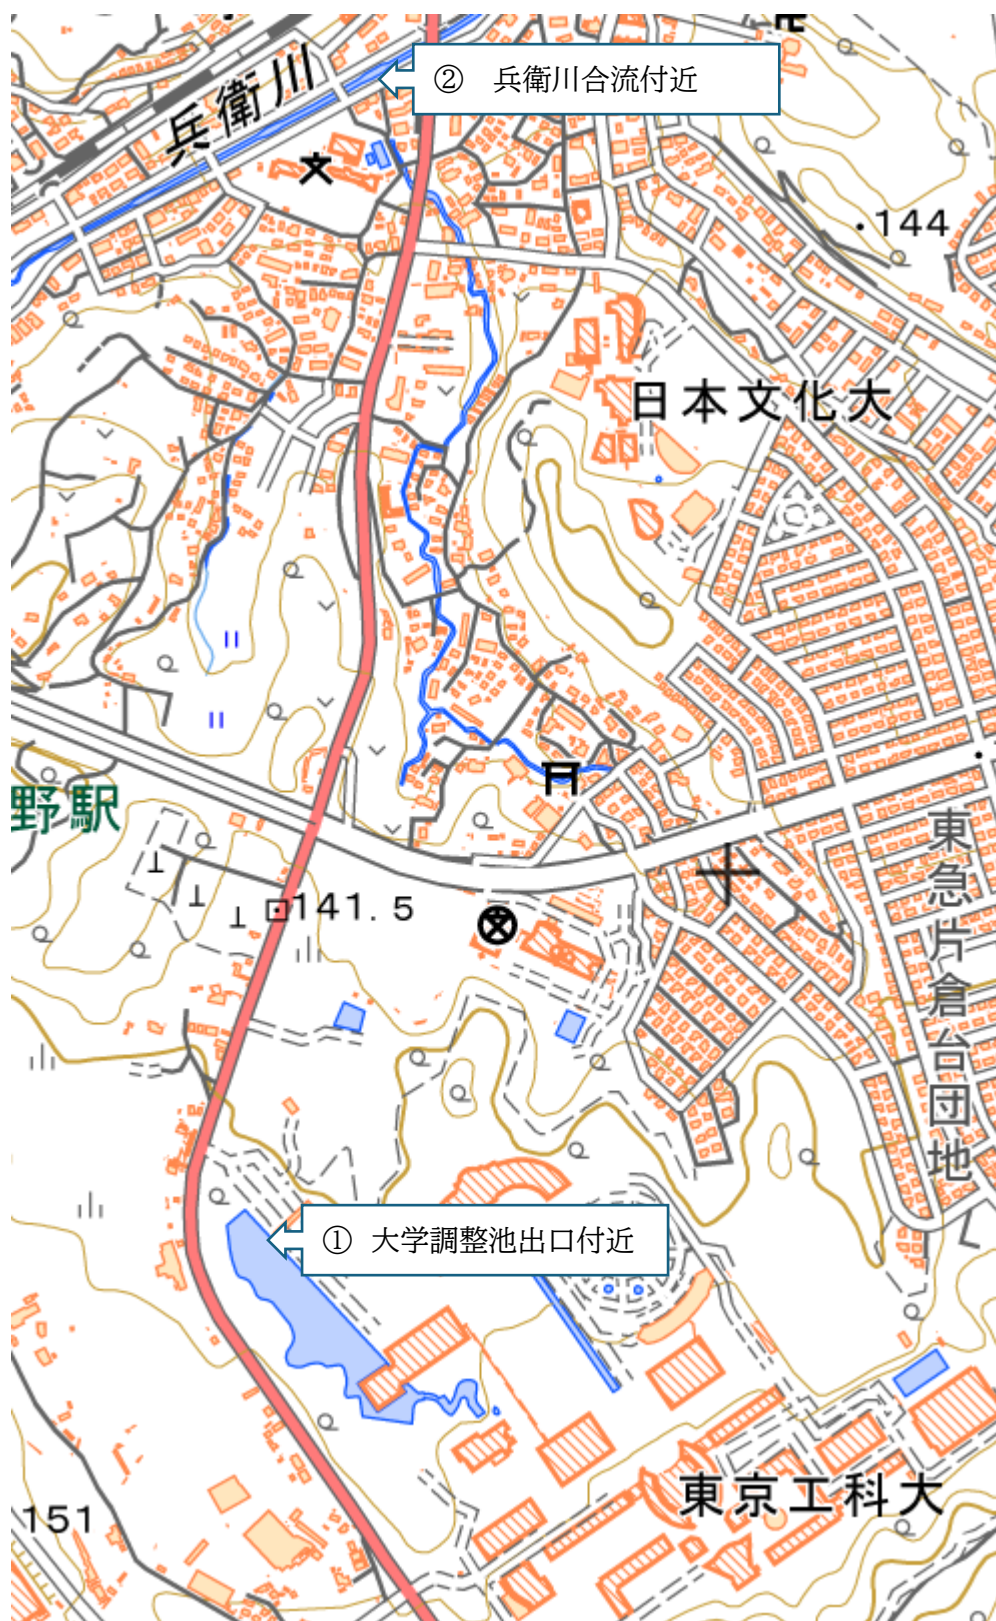 ② 兵衛川合流付近
兵衛川
144
日本文化大
野駅
141.5
東急片倉台団地
① 大学調整池出口付近
東京工科大
151